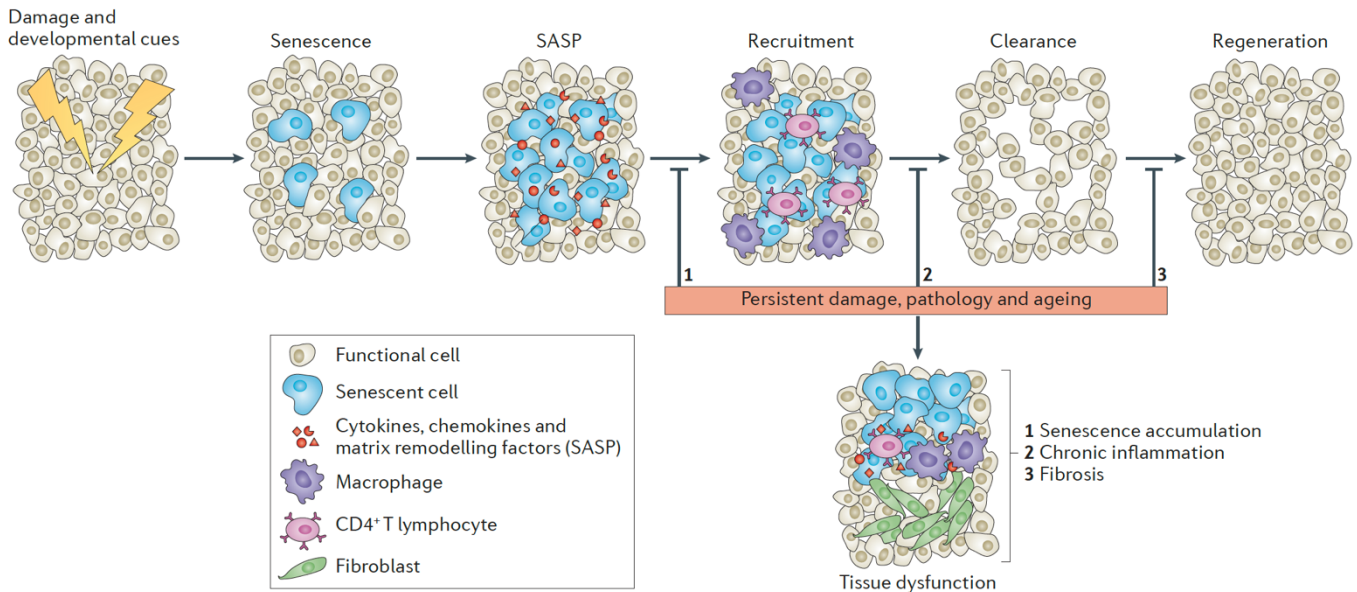 Damage and
developmental cues
Senescence
SASP
Recruitment
Clearance
Regeneration
1
2
3
Persistent damage, pathology and ageing
Functional cell
Senescent cell
Cytokines, chemokines and
matrix remodelling factors (SASP)
Macrophage
CD4⁺ T lymphocyte
Fibroblast
1 Senescence accumulation
2 Chronic inflammation
3 Fibrosis
Tissue dysfunction